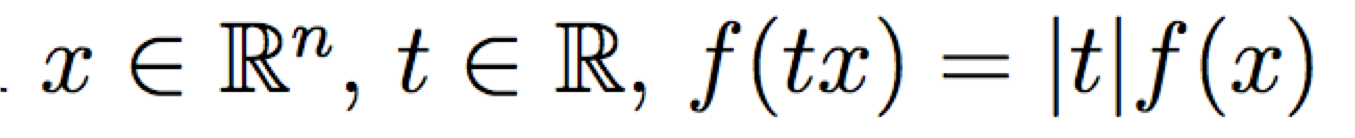 . x ∈ ℝⁿ, t ∈ ℝ, f(tx) = |t|f(x)